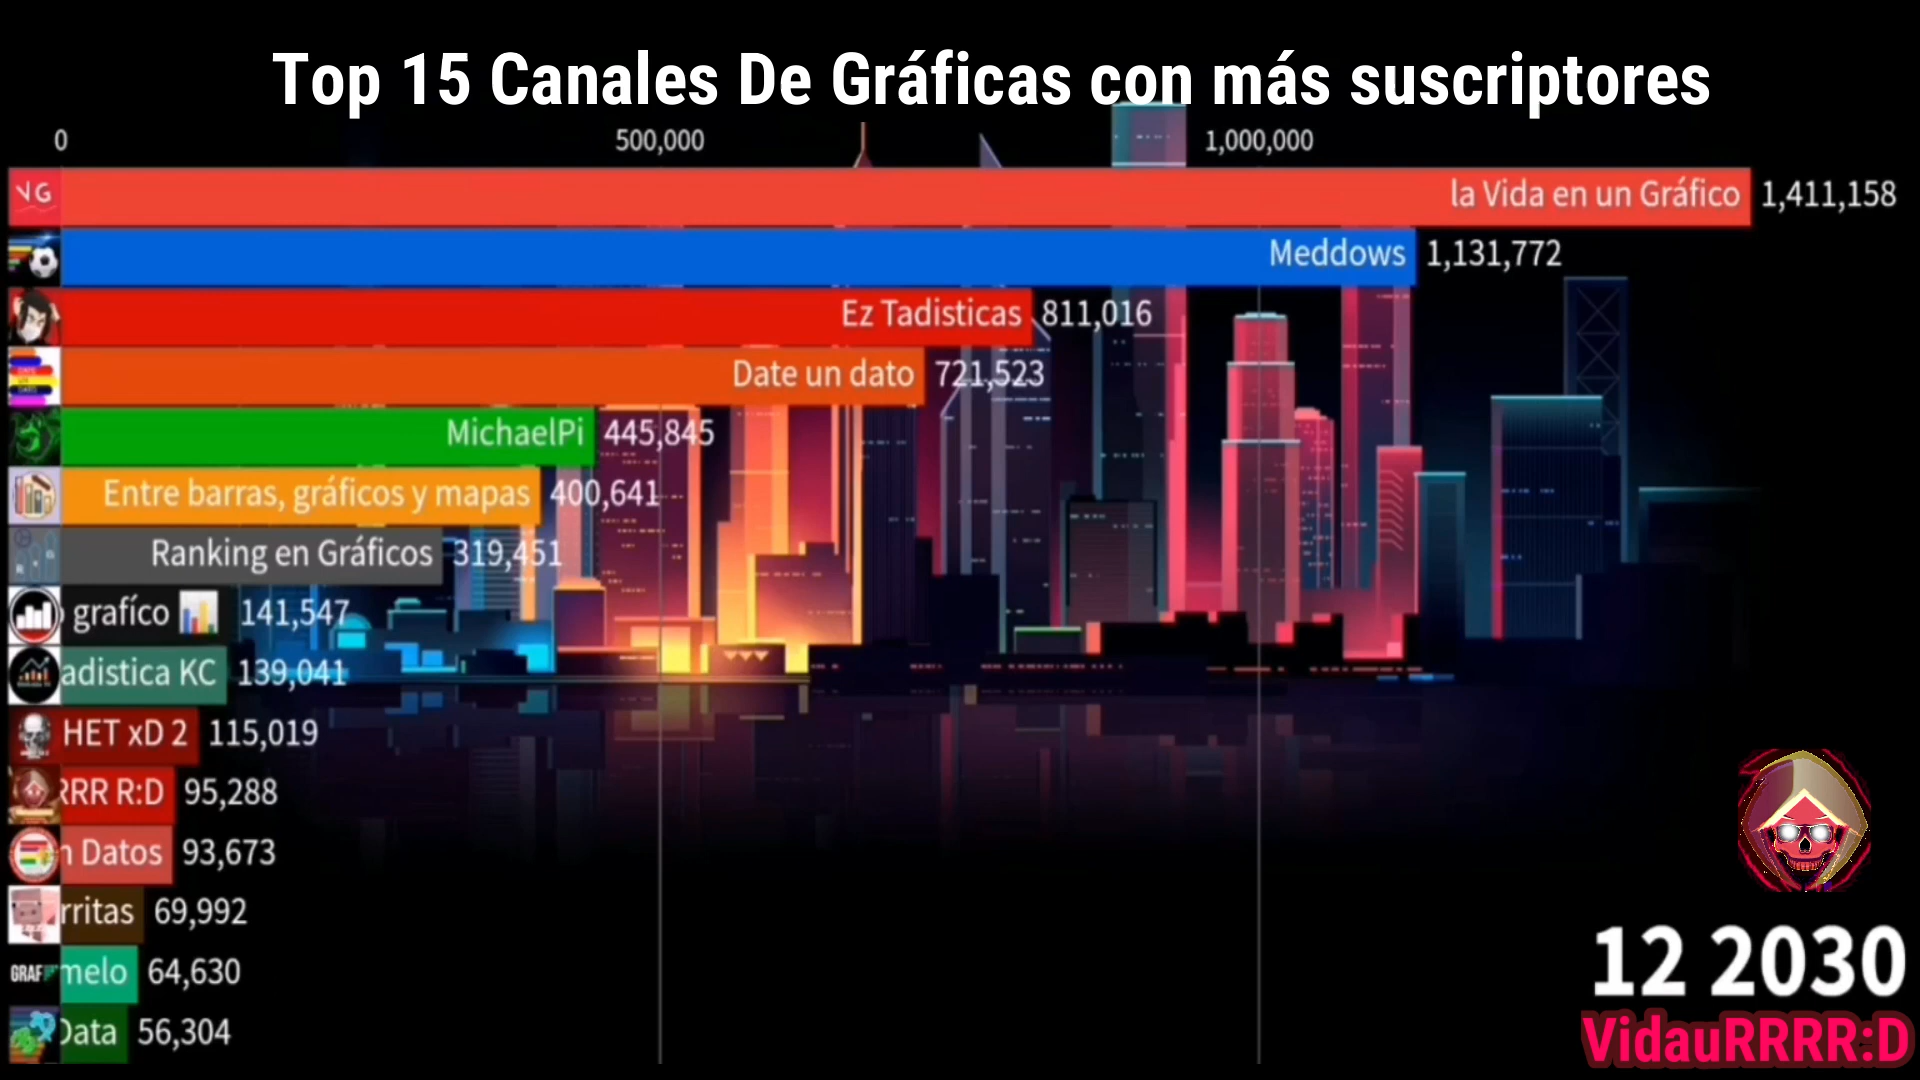 Top 15 Canales De Gráficas con más suscriptores
0 500,000 1,000,000
VG la Vida en un Gráfico 1,411,158
Meddows 1,131,772
Ez Tadisticas 811,016
Date un dato 721,523
MichaelPi 445,845
Entre barras, gráficos y mapas 400,641
Ranking en Gráficos 319,451
grafíco 141,547
adistica KC 139,041
HET xD 2 115,019
RRR R:D 95,288
n Datos 93,673
rritas 69,992
GRAF melo 64,630
Data 56,304
12 2030
VidauRRRR:D